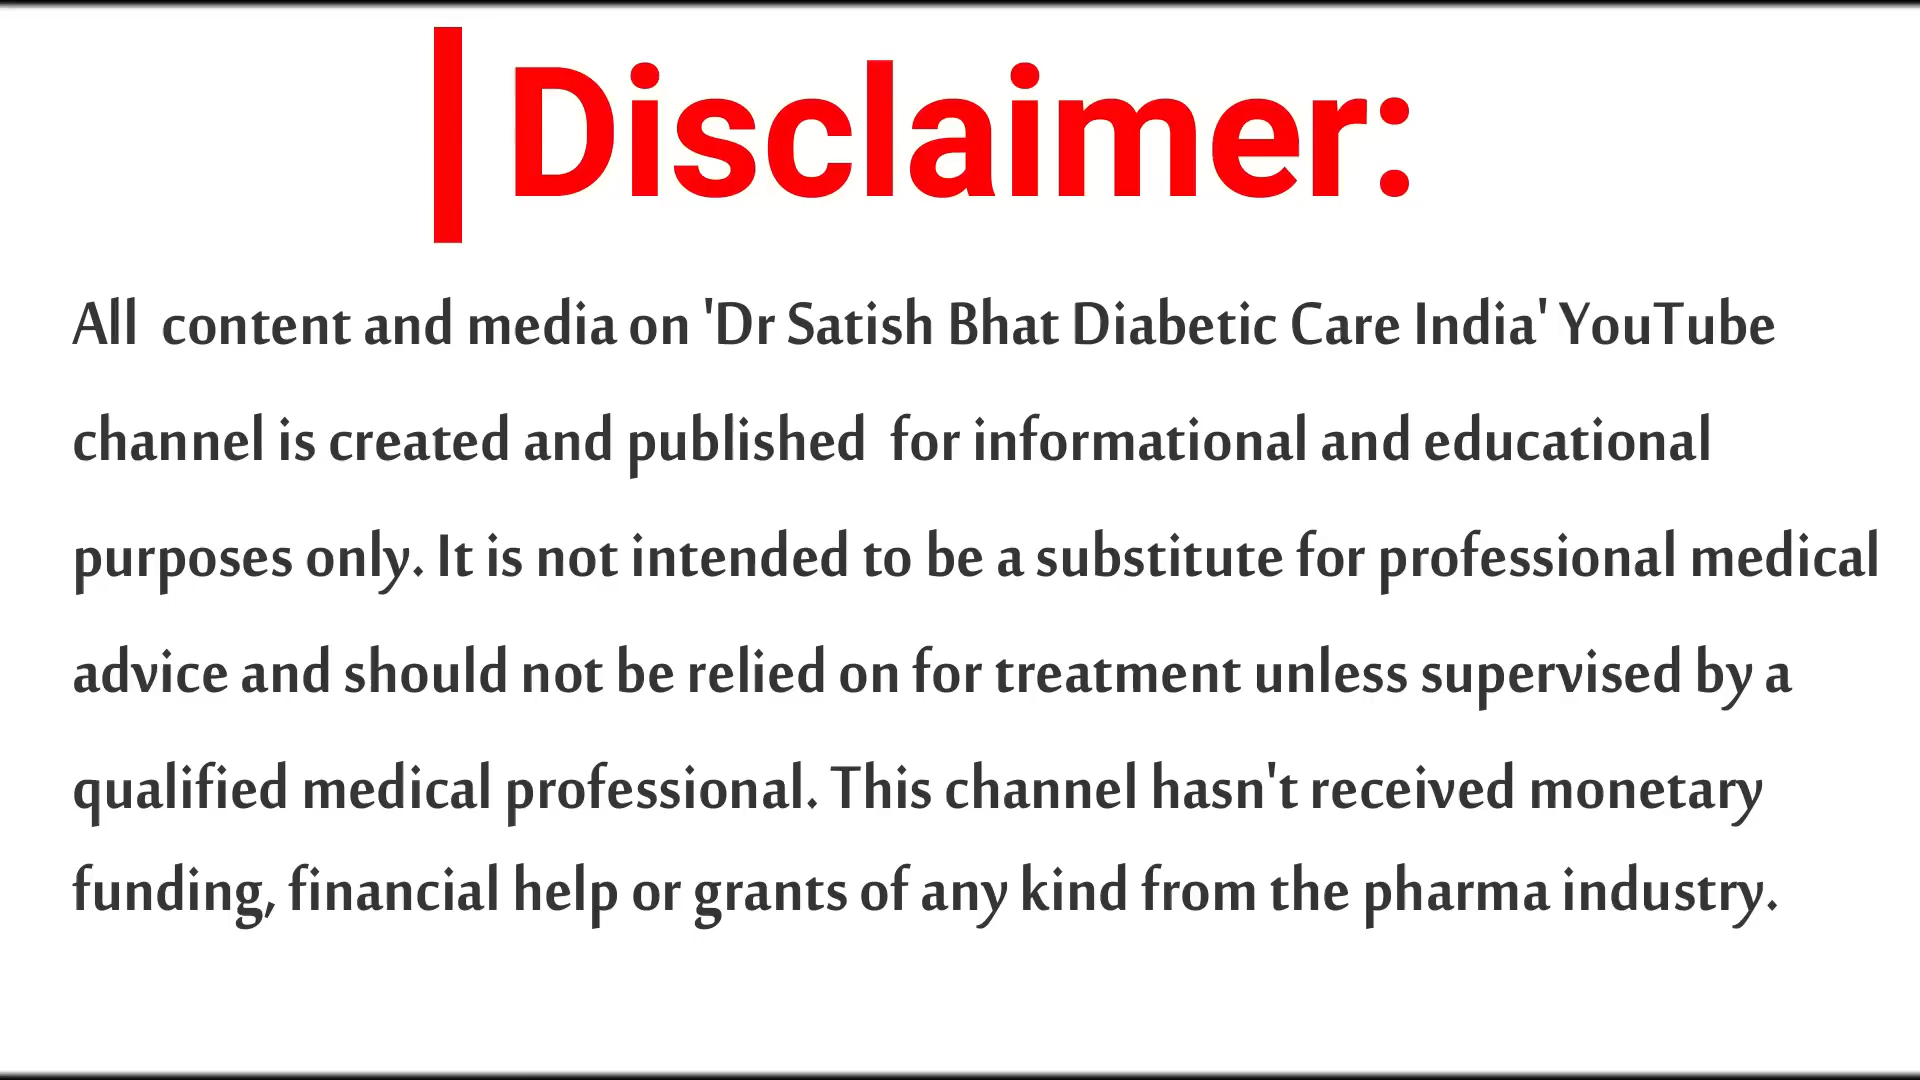 Disclaimer:
All content and media on 'Dr Satish Bhat Diabetic Care India' YouTube
channel is created and published for informational and educational
purposes only. It is not intended to be a substitute for professional medical
advice and should not be relied on for treatment unless supervised by a
qualified medical professional. This channel hasn't received monetary
funding, financial help or grants of any kind from the pharma industry.